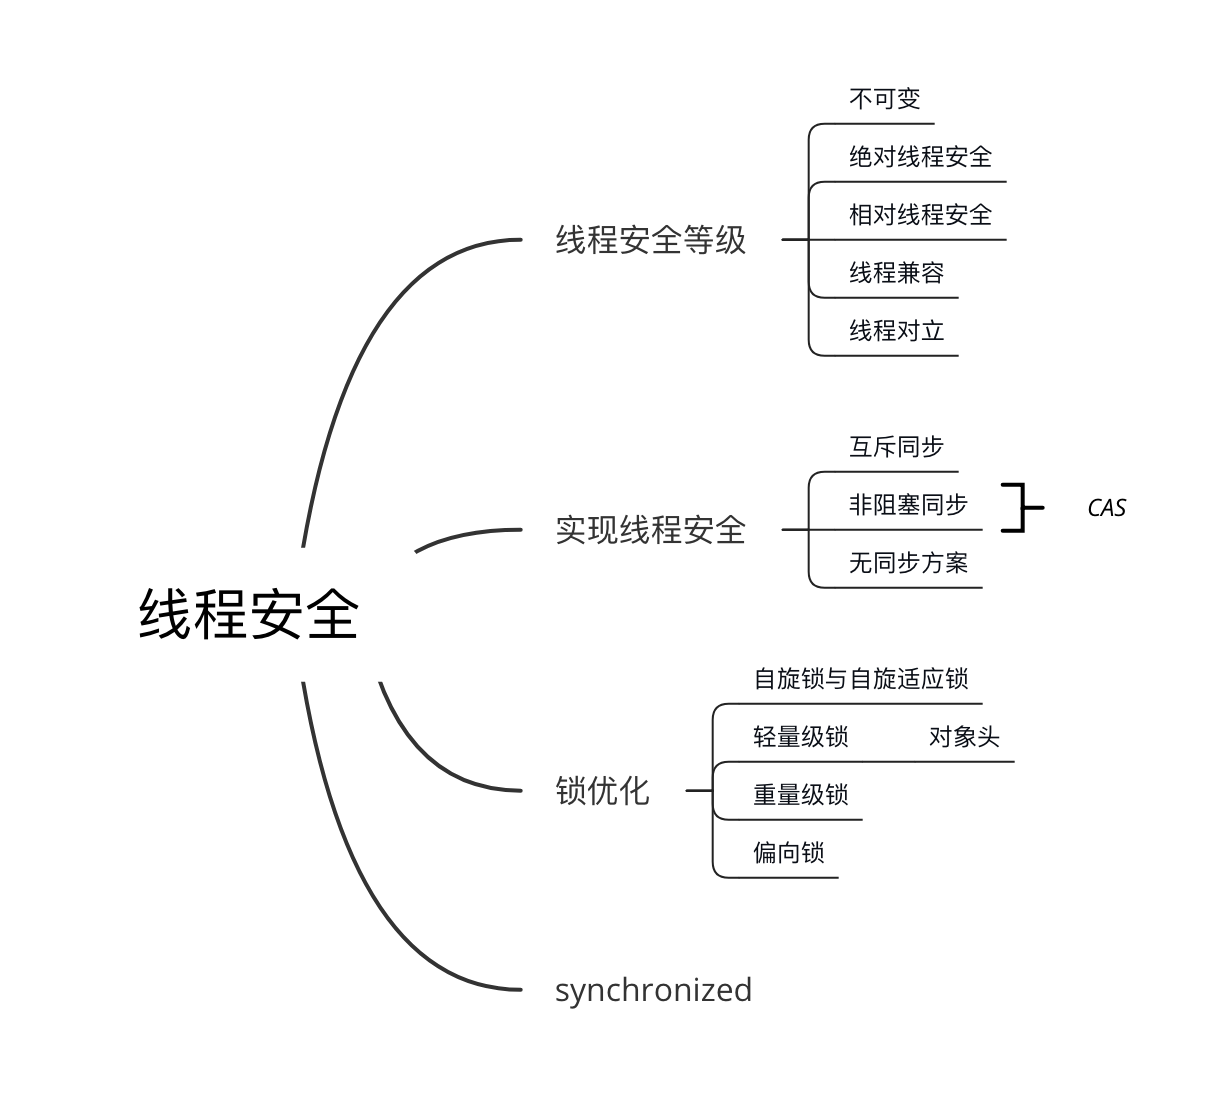 线程安全
线程安全等级
不可变
绝对线程安全
相对线程安全
线程兼容
线程对立
实现线程安全
互斥同步
非阻塞同步
CAS
无同步方案
锁优化
自旋锁与自旋适应锁
轻量级锁
对象头
重量级锁
偏向锁
synchronized